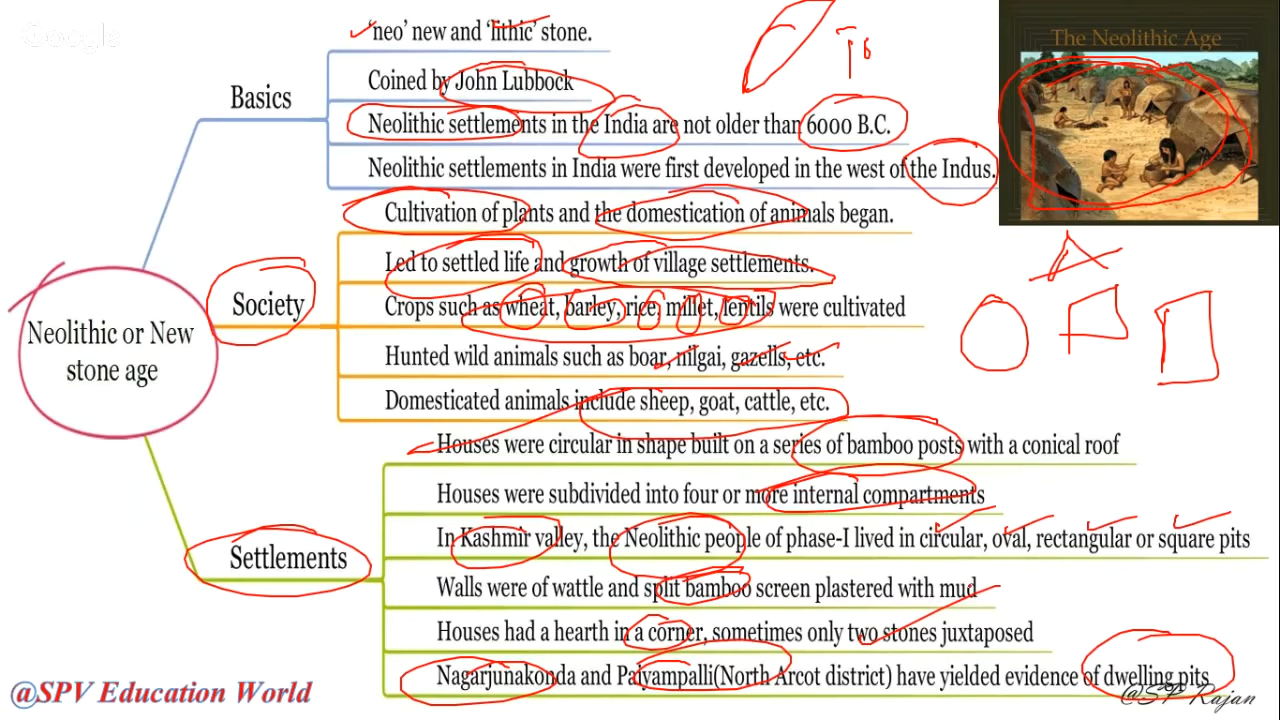 Google
The Neolithic Age
'neo' new and 'lithic' stone.
Coined by John Lubbock
Basics
Neolithic settlements in the India are not older than 6000 B.C.
Neolithic settlements in India were first developed in the west of the Indus.
Cultivation of plants and the domestication of animals began.
Led to settled life and growth of village settlements.
Society
Crops such as wheat, barley, rice, millet, lentils were cultivated
Hunted wild animals such as boar, nilgai, gazells, etc.
Domesticated animals include sheep, goat, cattle, etc.
Neolithic or New
stone age
Houses were circular in shape built on a series of bamboo posts with a conical roof
Houses were subdivided into four or more internal compartments
In Kashmir valley, the Neolithic people of phase-I lived in circular, oval, rectangular or square pits
Settlements
Walls were of wattle and split bamboo screen plastered with mud
Houses had a hearth in a corner, sometimes only two stones juxtaposed
Nagarjunakonda and Paiyampalli(North Arcot district) have yielded evidence of dwelling pits
@SPV Education World
@SP Rajan